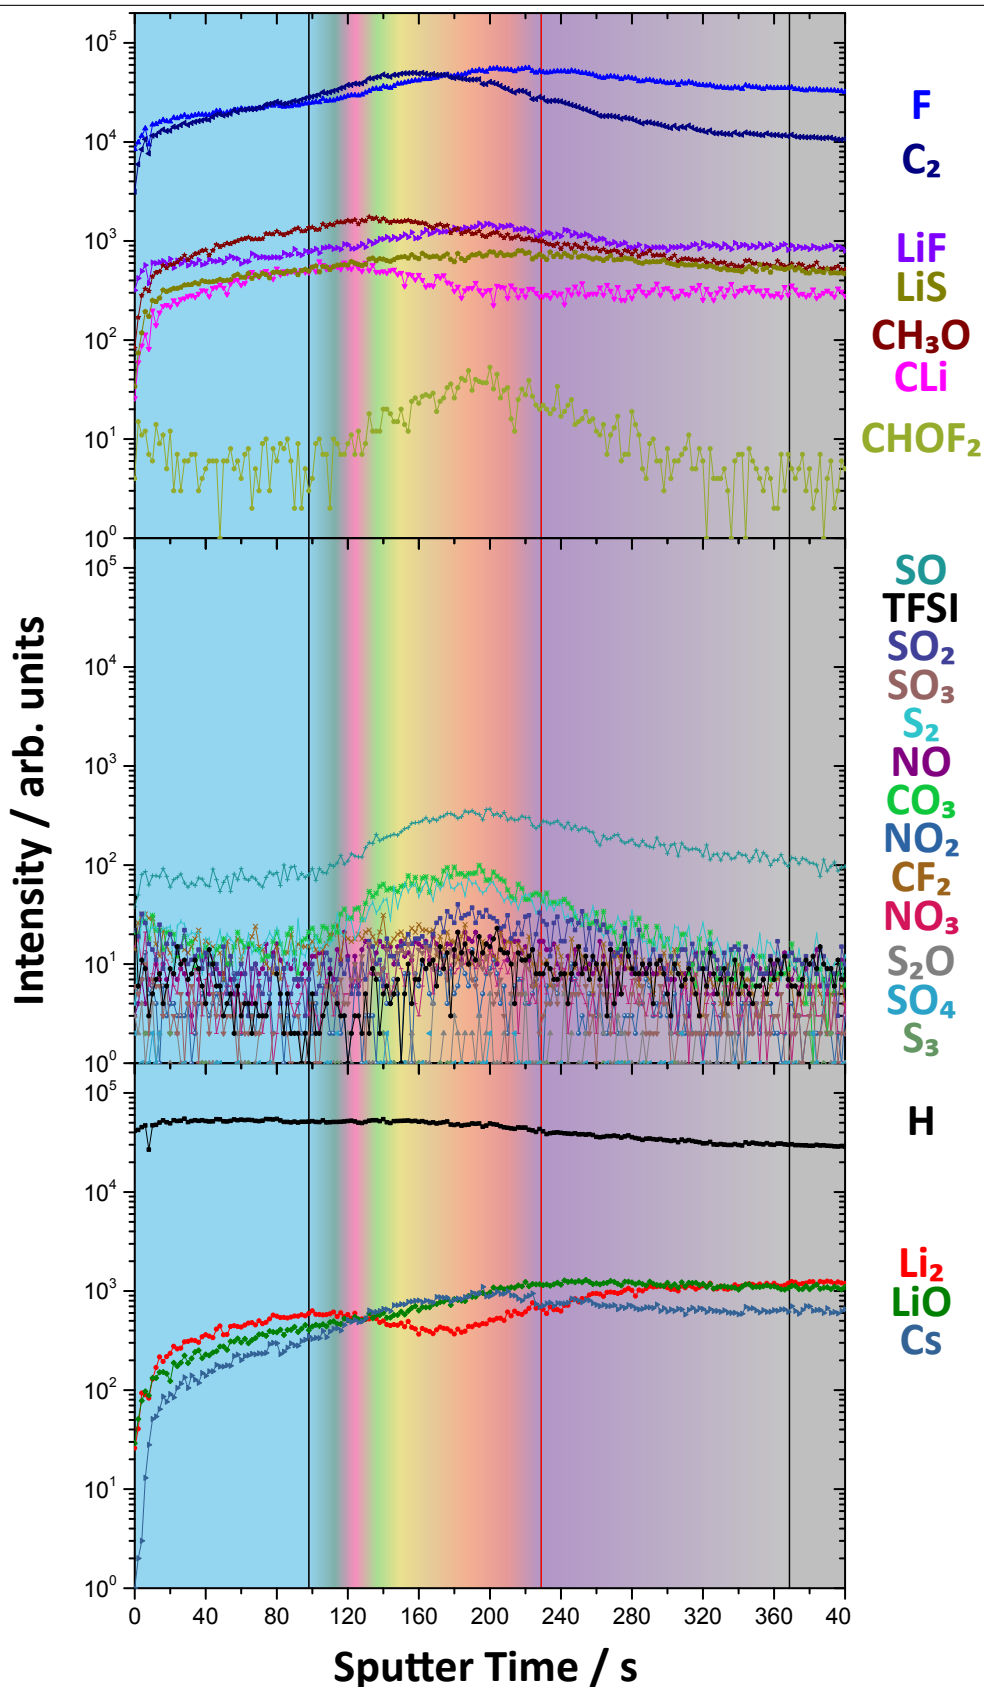 10⁵
10⁴
10³
10²
10¹
10⁰
F
C₂
LiF
LiS
CH₃O
CLi
CHOF₂
10⁵
10⁴
10³
10²
10¹
10⁰
SO
TFSI
SO₂
SO₃
S₂
NO
CO₃
NO₂
CF₂
NO₃
S₂O
SO₄
S₃
10⁵
10⁴
10³
10²
10¹
10⁰
H
Li₂
LiO
Cs
Intensity / arb. units
0 40 80 120 160 200 240 280 320 360 40
Sputter Time / s